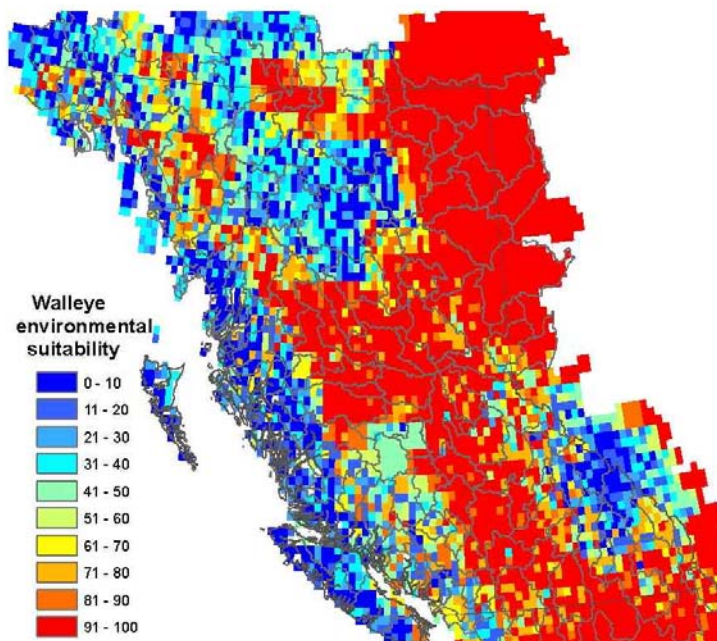 Walleye
environmental
suitability
0 - 10
11 - 20
21 - 30
31 - 40
41 - 50
51 - 60
61 - 70
71 - 80
81 - 90
91 - 100